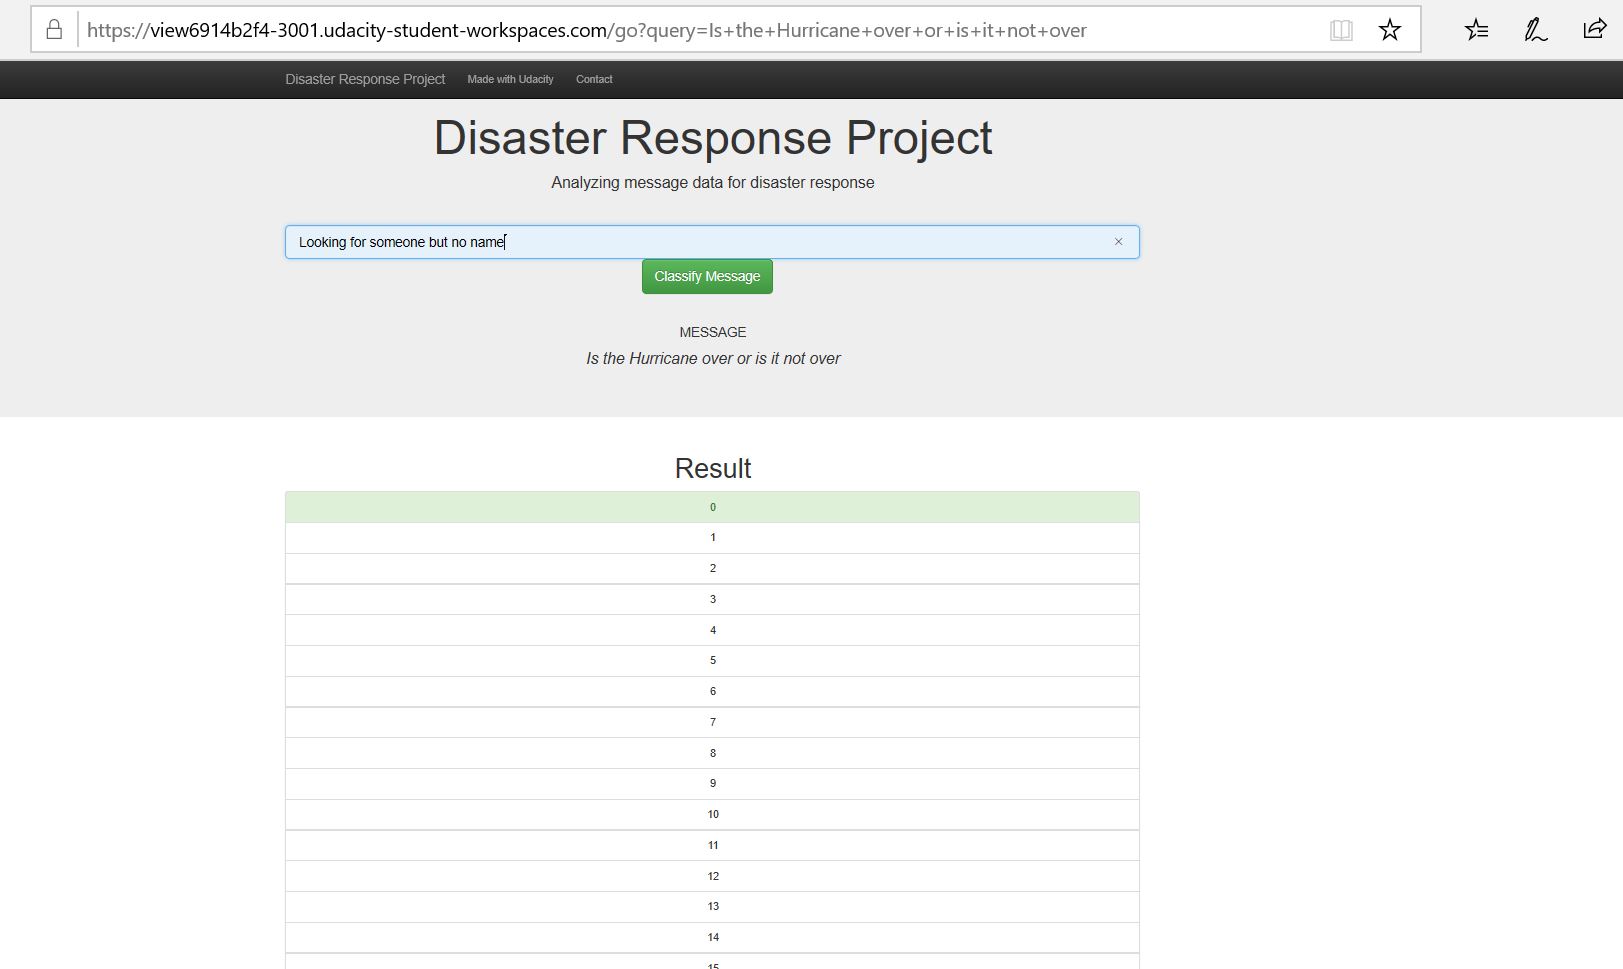 https://view6914b2f4-3001.udacity-student-workspaces.com/go?query=Is+the+Hurricane+over+or+is+it+not+over
Disaster Response Project Made with Udacity Contact
Disaster Response Project
Analyzing message data for disaster response
Looking for someone but no name
Classify Message
MESSAGE
Is the Hurricane over or is it not over
Result
0
1
2
3
4
5
6
7
8
9
10
11
12
13
14
15